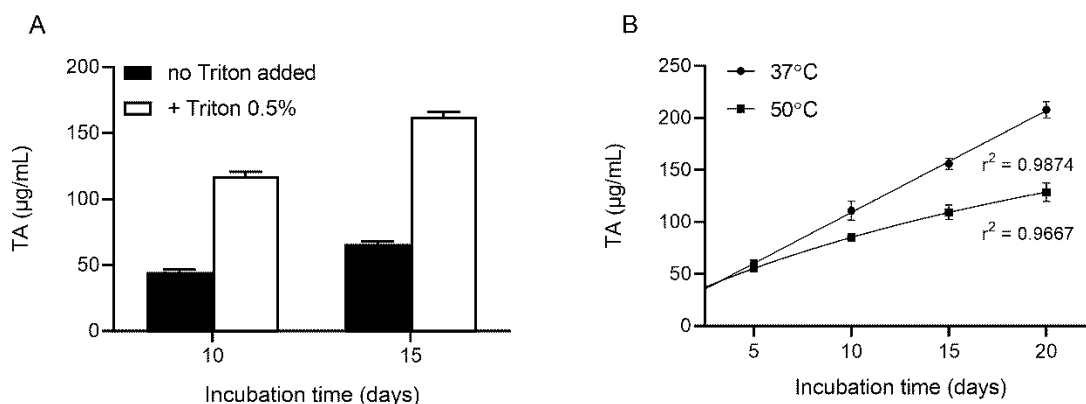 A
no Triton added
+ Triton 0.5%
200
150
100
50
0
TA (µg/mL)
10
15
Incubation time (days)
B
37°C
50°C
250
200
150
100
50
0
TA (µg/mL)
r² = 0.9874
r² = 0.9667
5
10
15
20
Incubation time (days)